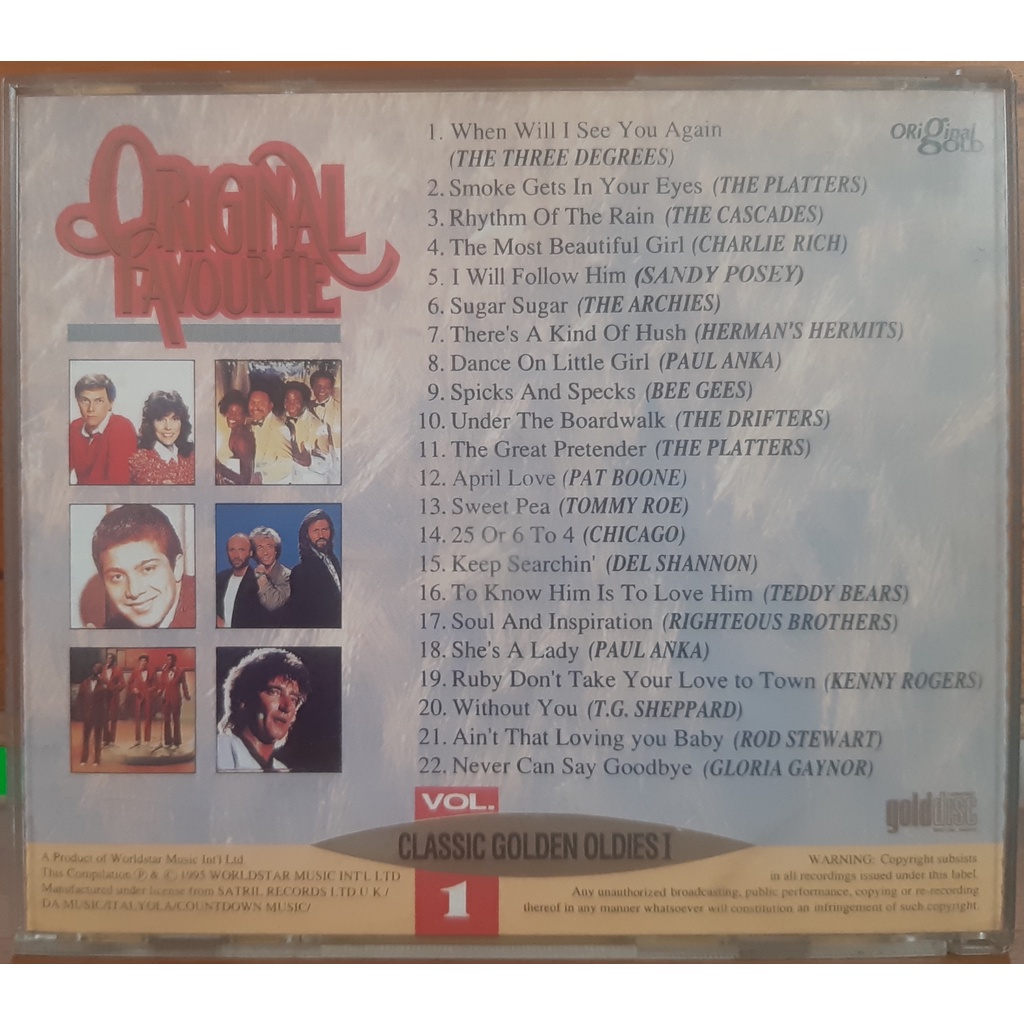 ORIGINAL
FAVOURITE
Original
GOLD
1. When Will I See You Again
(THE THREE DEGREES)
2. Smoke Gets In Your Eyes (THE PLATTERS)
3. Rhythm Of The Rain (THE CASCADES)
4. The Most Beautiful Girl (CHARLIE RICH)
5. I Will Follow Him (SANDY POSEY)
6. Sugar Sugar (THE ARCHIES)
7. There's A Kind Of Hush (HERMAN'S HERMITS)
8. Dance On Little Girl (PAUL ANKA)
9. Spicks And Specks (BEE GEES)
10. Under The Boardwalk (THE DRIFTERS)
11. The Great Pretender (THE PLATTERS)
12. April Love (PAT BOONE)
13. Sweet Pea (TOMMY ROE)
14. 25 Or 6 To 4 (CHICAGO)
15. Keep Searchin' (DEL SHANNON)
16. To Know Him Is To Love Him (TEDDY BEARS)
17. Soul And Inspiration (RIGHTEOUS BROTHERS)
18. She's A Lady (PAUL ANKA)
19. Ruby Don't Take Your Love to Town (KENNY ROGERS)
20. Without You (T.G. SHEPPARD)
21. Ain't That Loving you Baby (ROD STEWART)
22. Never Can Say Goodbye (GLORIA GAYNOR)
gold disc
VOL.
CLASSIC GOLDEN OLDIES I
1
A Product of Worldstar Music Int'l Ltd
This Compilation Ⓟ & © 1995 WORLDSTAR MUSIC INT'L LTD
Manufactured under license from SATRIL RECORDS LTD U K /
DA MUSIC/ITALYOLA/COUNTDOWN MUSIC/
WARNING: Copyright subsists
in all recordings issued under this label.
Any unauthorized broadcasting, public performance, copying or re-recording
thereof in any manner whatsoever will constitution an infringement of such copyright.